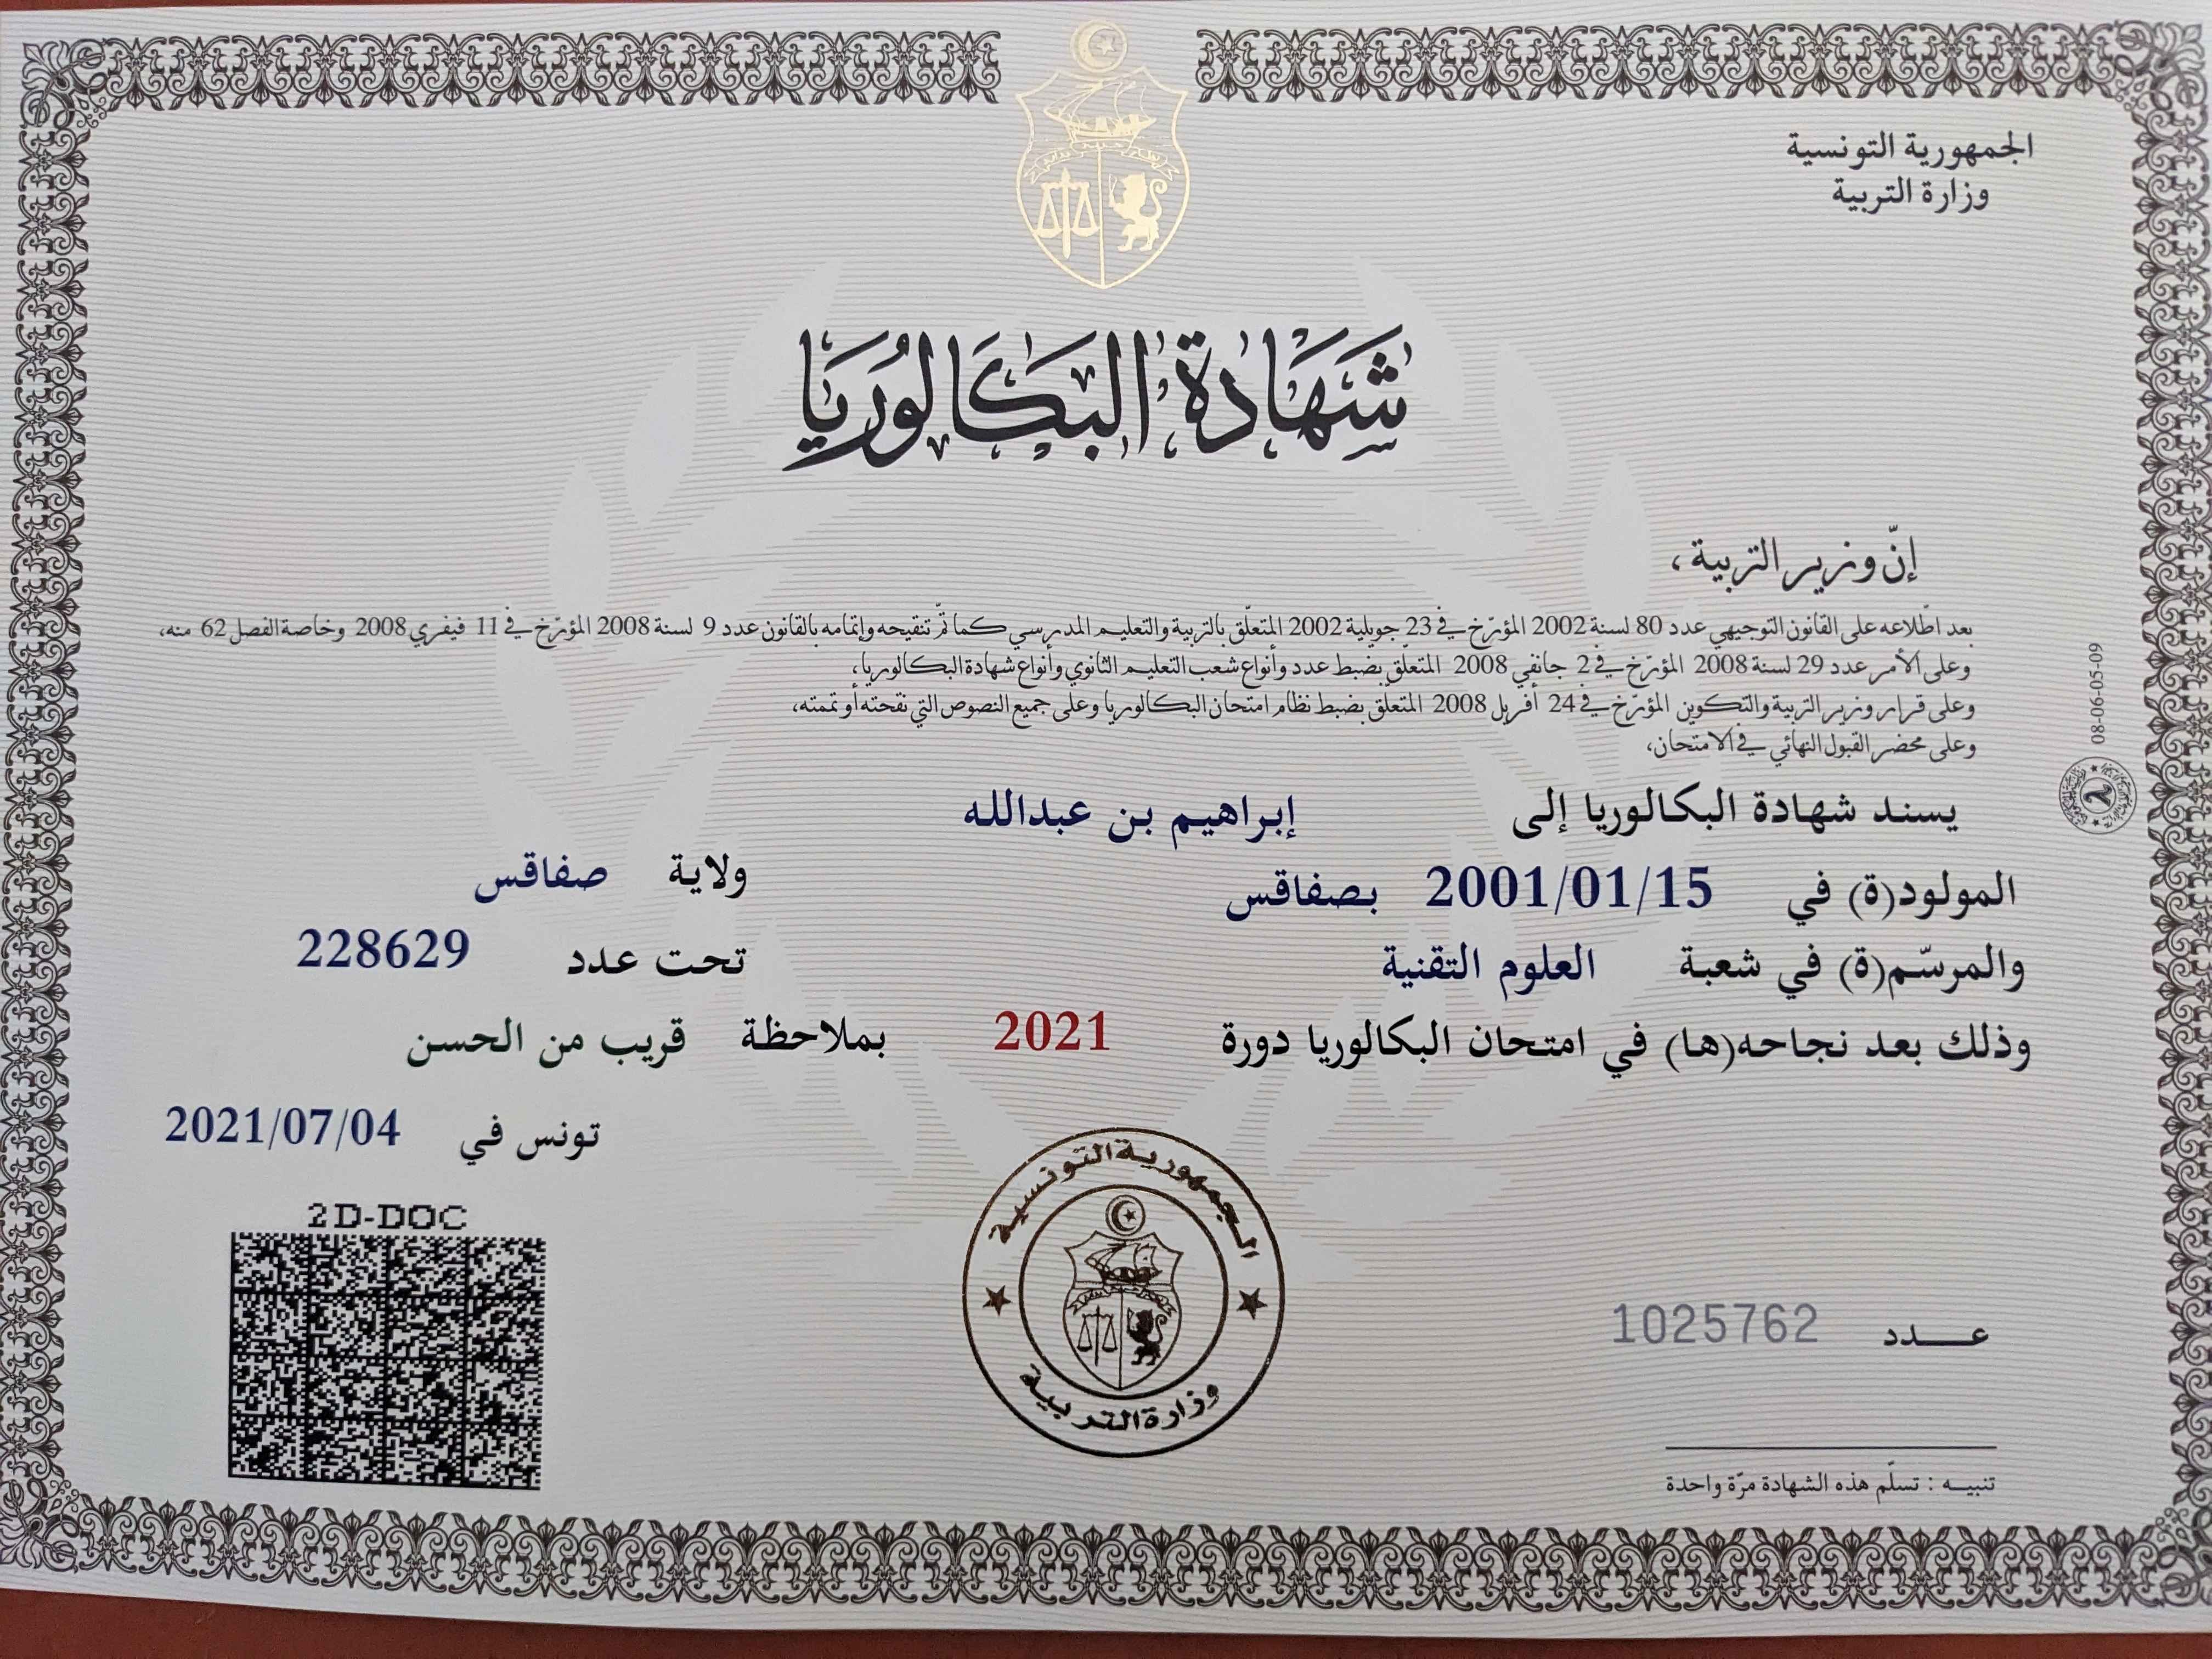 الجمهورية التونسية
وزارة التربية
شهادة البكالوريا
إنّ وزير التربية،
بعد اطّلاعه على القانون التوجيهي عدد 80 لسنة 2002 المؤرّخ في 23 جويلية 2002 المتعلّق بالتربية والتعليم المدرسي كما تمّ تنقيحه وإتمامه بالقانون عدد 9 لسنة 2008 المؤرّخ في 11 فيفري 2008 وخاصة الفصل 62 منه،
وعلى الأمر عدد 29 لسنة 2008 المؤرّخ في 2 جانفي 2008 المتعلّق بضبط عدد وأنواع شعب التعليم الثانوي وأنواع شهادة البكالوريا،
وعلى قرار وزير التربية والتكوين المؤرّخ في 24 أفريل 2008 المتعلّق بضبط نظام امتحان البكالوريا وعلى جميع النصوص التي نقحته أو تممته،
وعلى محضر القبول النهائي في الامتحان،
08-06-05-09
يسند شهادة البكالوريا إلى إبراهيم بن عبدالله
المولود(ة) في 2001/01/15 بصفاقس ولاية صفاقس
والمرسّم(ة) في شعبة العلوم التقنية تحت عدد 228629
وذلك بعد نجاحه(ها) في امتحان البكالوريا دورة 2021 بملاحظة قريب من الحسن
تونس في 2021/07/04
2D-DOC
الجمهورية التونسية
وزارة التربية
عدد 1025762
تنبيه : تسلّم هذه الشهادة مرّة واحدة